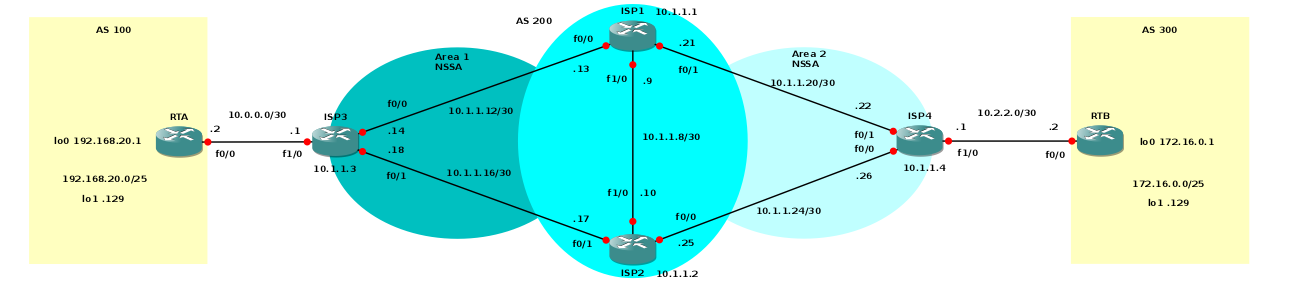 AS 100
RTA
.2
f0/0
lo0 192.168.20.1
192.168.20.0/25
lo1 .129
10.0.0.0/30
.1
f1/0
ISP3
10.1.1.3
Area 1
NSSA
f0/0
.14
.18
f0/1
10.1.1.12/30
10.1.1.16/30
AS 200
ISP1
10.1.1.1
f0/0
.13
f1/0
.9
.21
f0/1
10.1.1.8/30
f1/0
.10
.17
f0/1
f0/0
.25
ISP2
10.1.1.2
Area 2
NSSA
10.1.1.20/30
10.1.1.24/30
.22
f0/1
f0/0
.26
ISP4
10.1.1.4
.1
f1/0
10.2.2.0/30
.2
f0/0
AS 300
RTB
lo0 172.16.0.1
172.16.0.0/25
lo1 .129